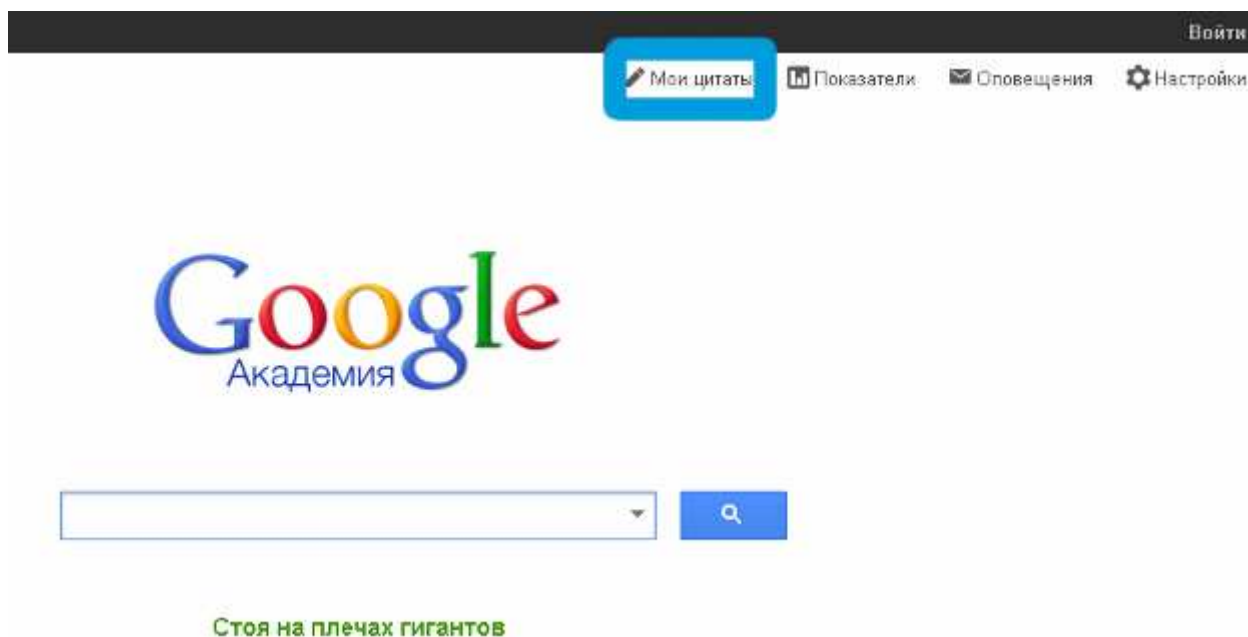 Войти
Мои цитаты Показатели Оповещения Настройки
Google
Академия
Стоя на плечах гигантов